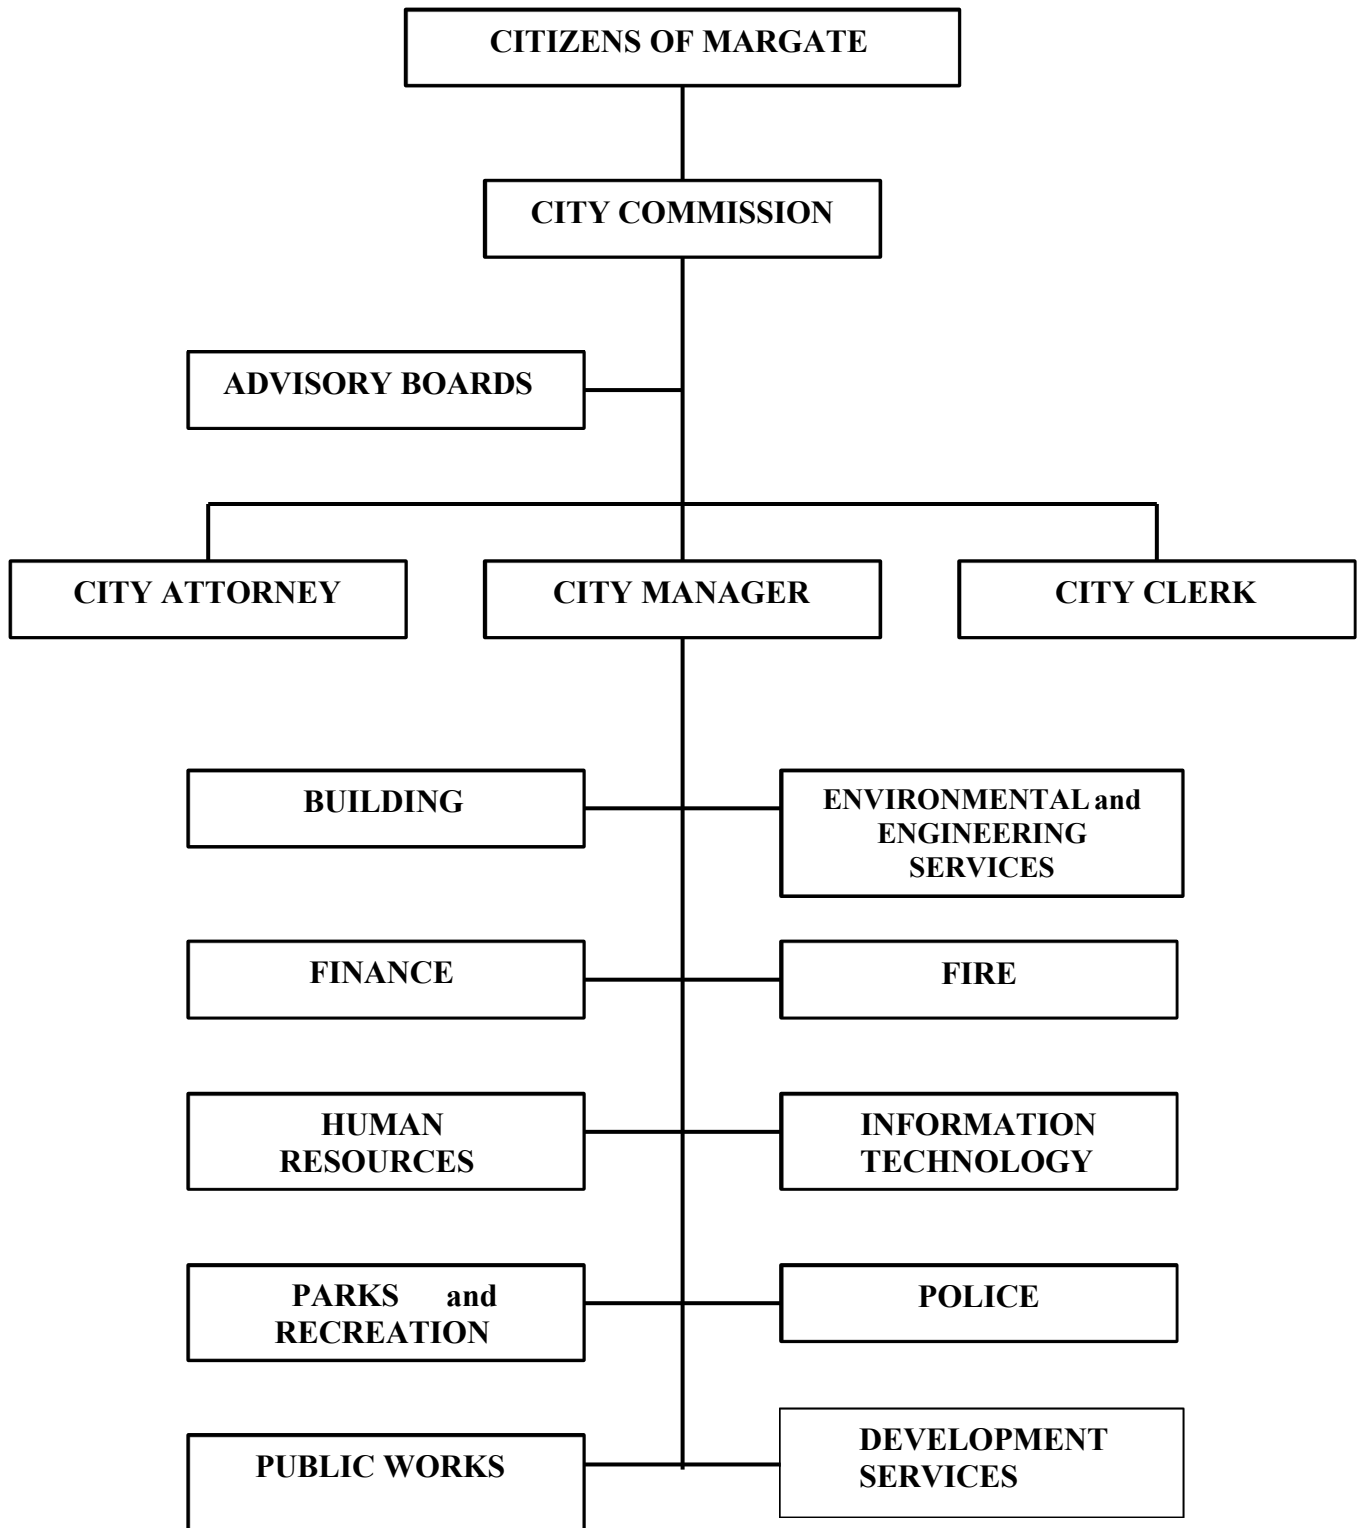 CITIZENS OF MARGATE
CITY COMMISSION
ADVISORY BOARDS
CITY ATTORNEY
CITY MANAGER
CITY CLERK
BUILDING
ENVIRONMENTAL and
ENGINEERING
SERVICES
FINANCE
FIRE
HUMAN
RESOURCES
INFORMATION
TECHNOLOGY
PARKS and
RECREATION
POLICE
PUBLIC WORKS
DEVELOPMENT
SERVICES